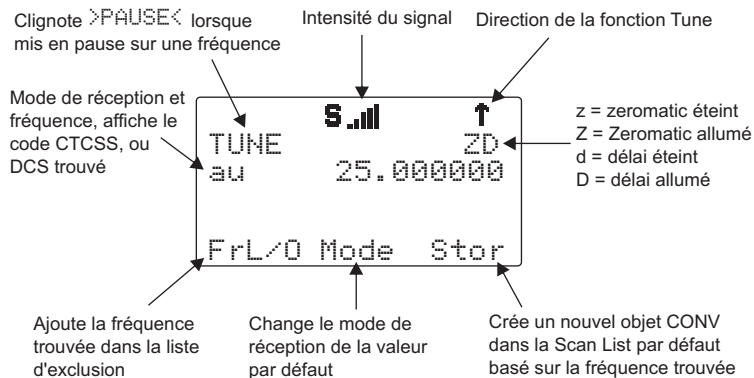 Clignote >PAUSE< lorsque
mis en pause sur une fréquence
Intensité du signal
Direction de la fonction Tune
Mode de réception et
fréquence, affiche le
code CTCSS, ou
DCS trouvé
z = zeromatic éteint
Z = Zeromatic allumé
d = délai éteint
D = délai allumé
S ↑
TUNE ZD
au 25.000000
FrL/O Mode Stor
Ajoute la fréquence
trouvée dans la liste
d'exclusion
Change le mode de
réception de la valeur
par défaut
Crée un nouvel objet CONV
dans la Scan List par défaut
basé sur la fréquence trouvée